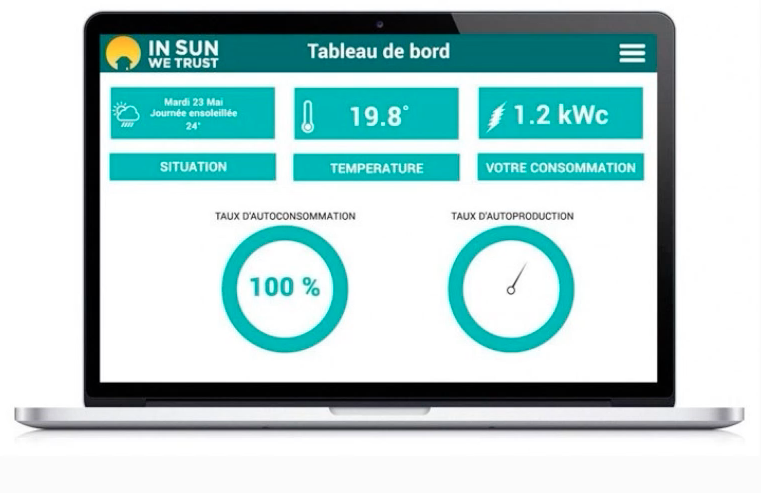 IN SUN
WE TRUST
Tableau de bord
Mardi 23 Mai
Journée ensoleillée
24°
19.8°
1.2 kWc
SITUATION
TEMPERATURE
VOTRE CONSOMMATION
TAUX D'AUTOCONSOMMATION
TAUX D'AUTOPRODUCTION
100 %